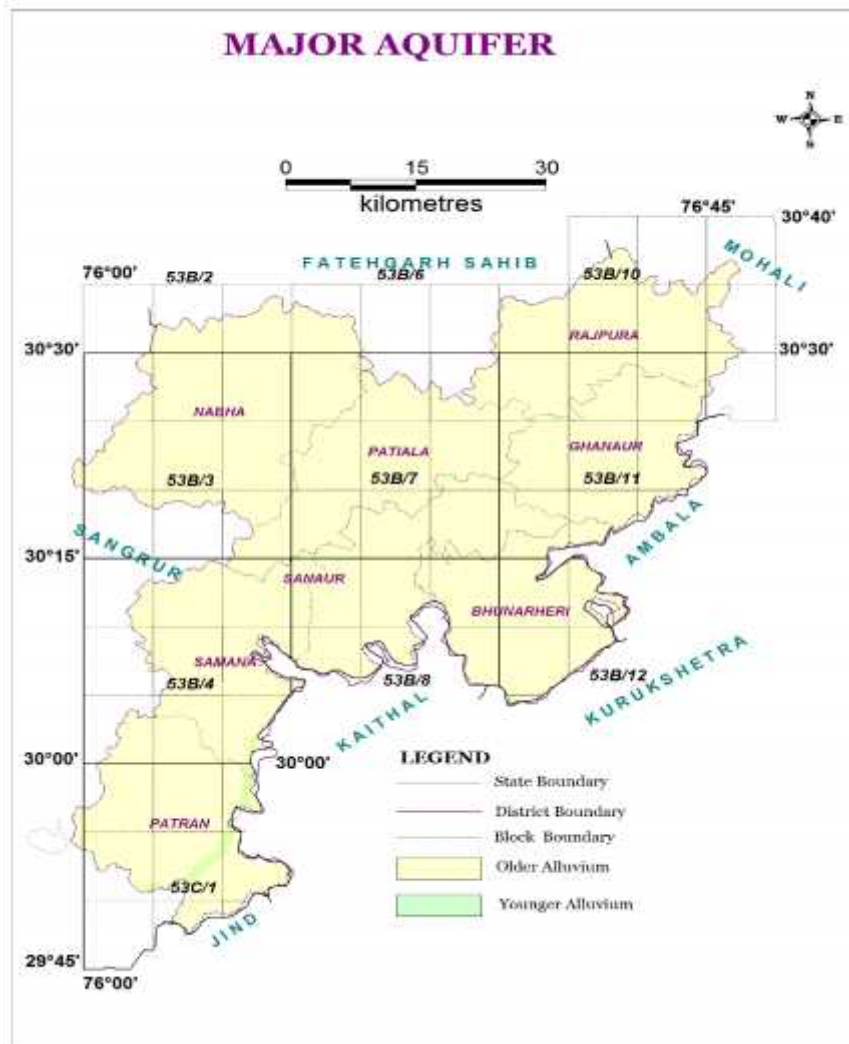 MAJOR AQUIFER
N
W E
S
0 15 30
kilometres
76°45'
30°40'
MOHALI
76°00'
53B/2
FATEHGARH SAHIB
53B/6
53B/10
RAJPURA
30°30'
30°30'
NABHA
PATIALA
GHANAUR
53B/3
53B/7
53B/11
SANGRUR
AMBALA
30°15'
SANAUR
BHUNARHERI
SAMANA
53B/4
53B/8
53B/12
KURUKSHETRA
KAITHAL
30°00'
30°00'
LEGEND
State Boundary
District Boundary
Block Boundary
Older Alluvium
Younger Alluvium
PATRAN
53C/1
JIND
29°45'
76°00'